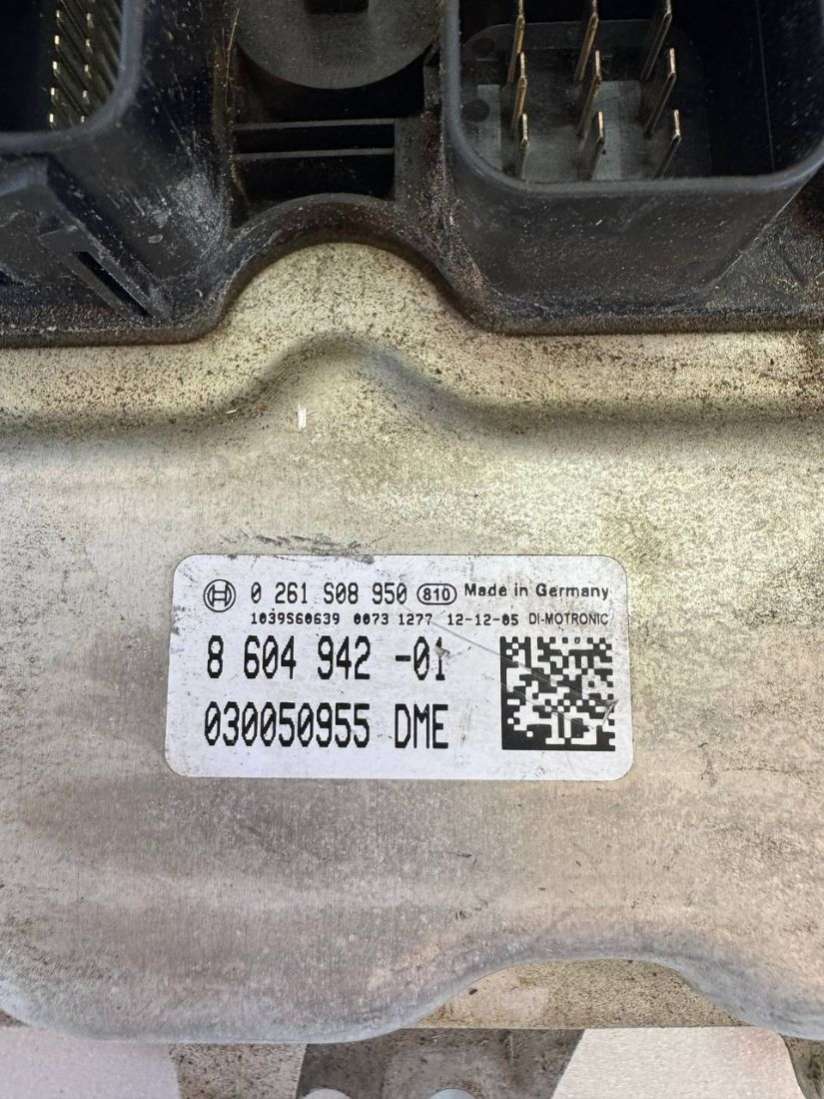 0 261 S08 950 810 Made in Germany
1039S60639 0073 1277 12-12-05 DI-MOTRONIC
8 604 942 -01
030050955 DME